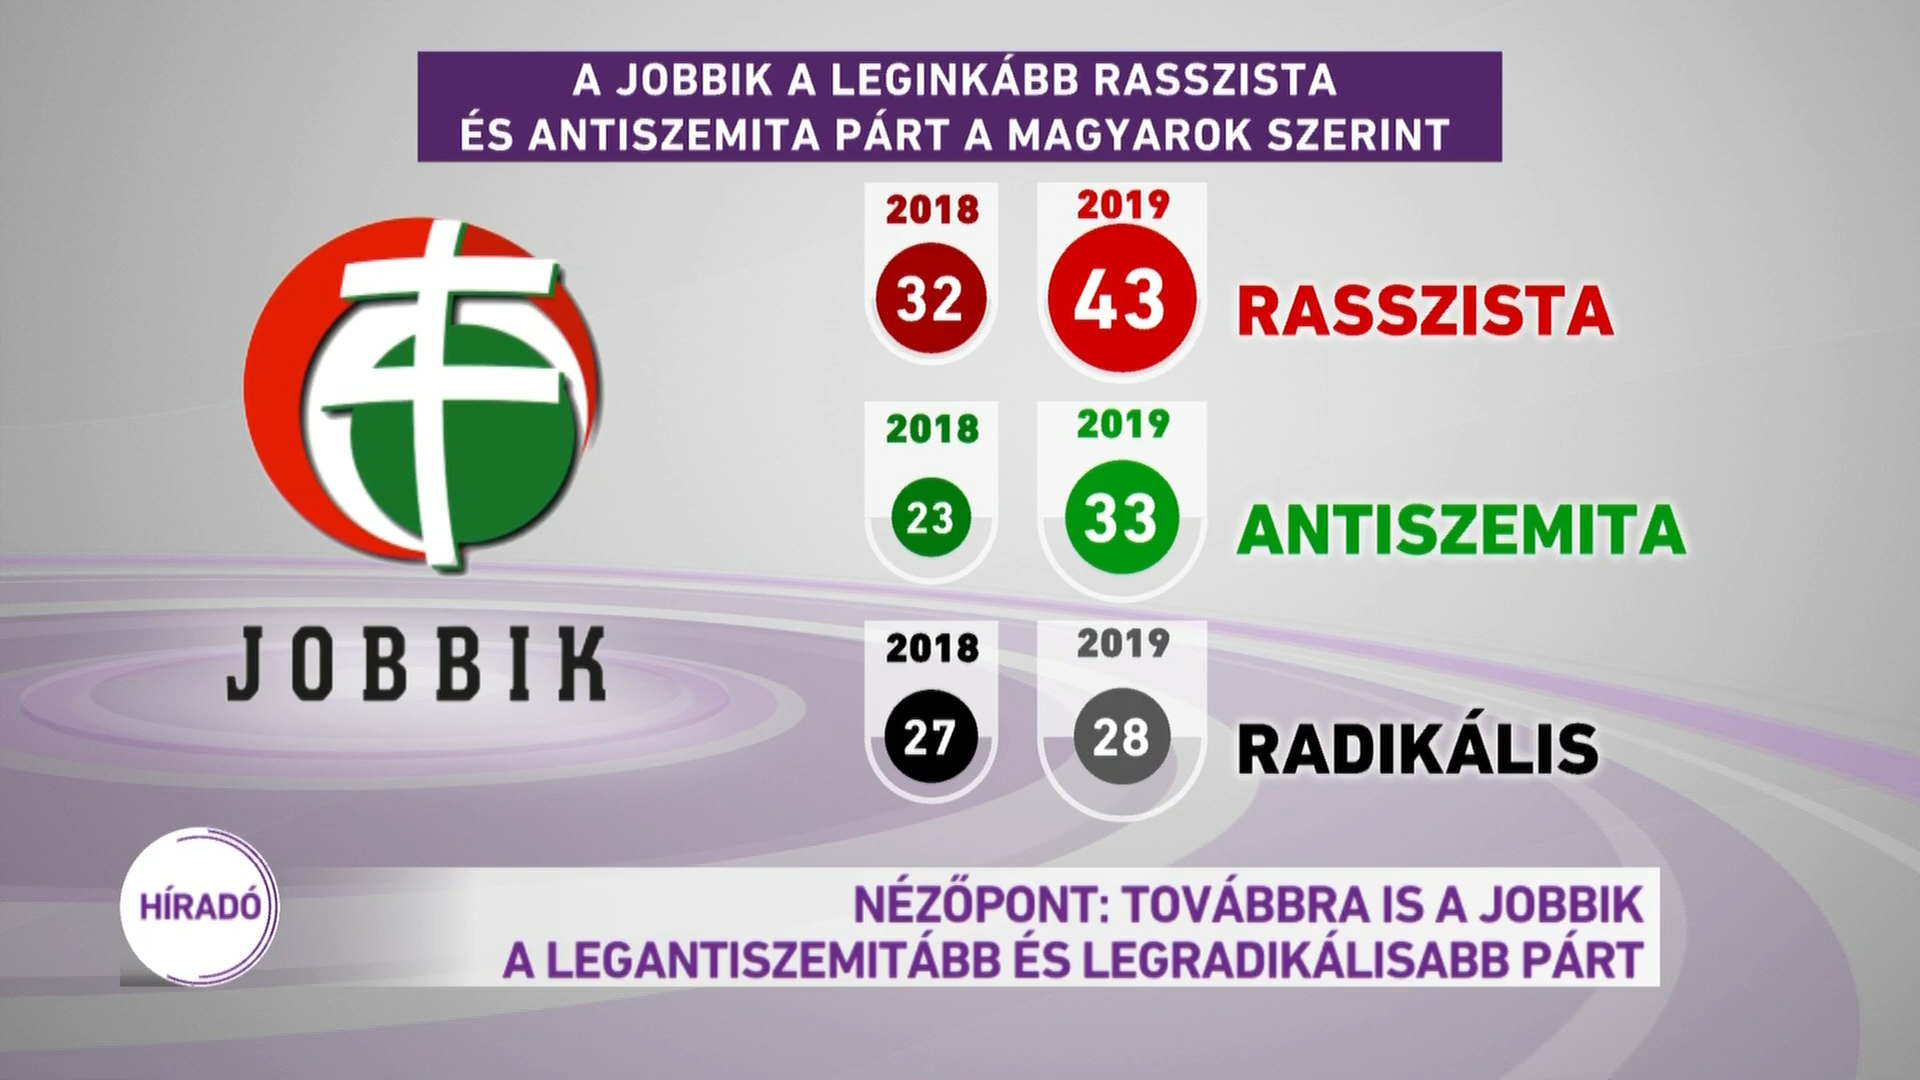 A JOBBIK A LEGINKÁBB RASSZISTA
ÉS ANTISZEMITA PÁRT A MAGYAROK SZERINT
2018 2019
32 43 RASSZISTA
2018 2019
23 33 ANTISZEMITA
2018 2019
27 28 RADIKÁLIS
JOBBIK
HÍRADÓ
NÉZŐPONT: TOVÁBBRA IS A JOBBIK
A LEGANTISZEMITÁBB ÉS LEGRADIKÁLISABB PÁRT